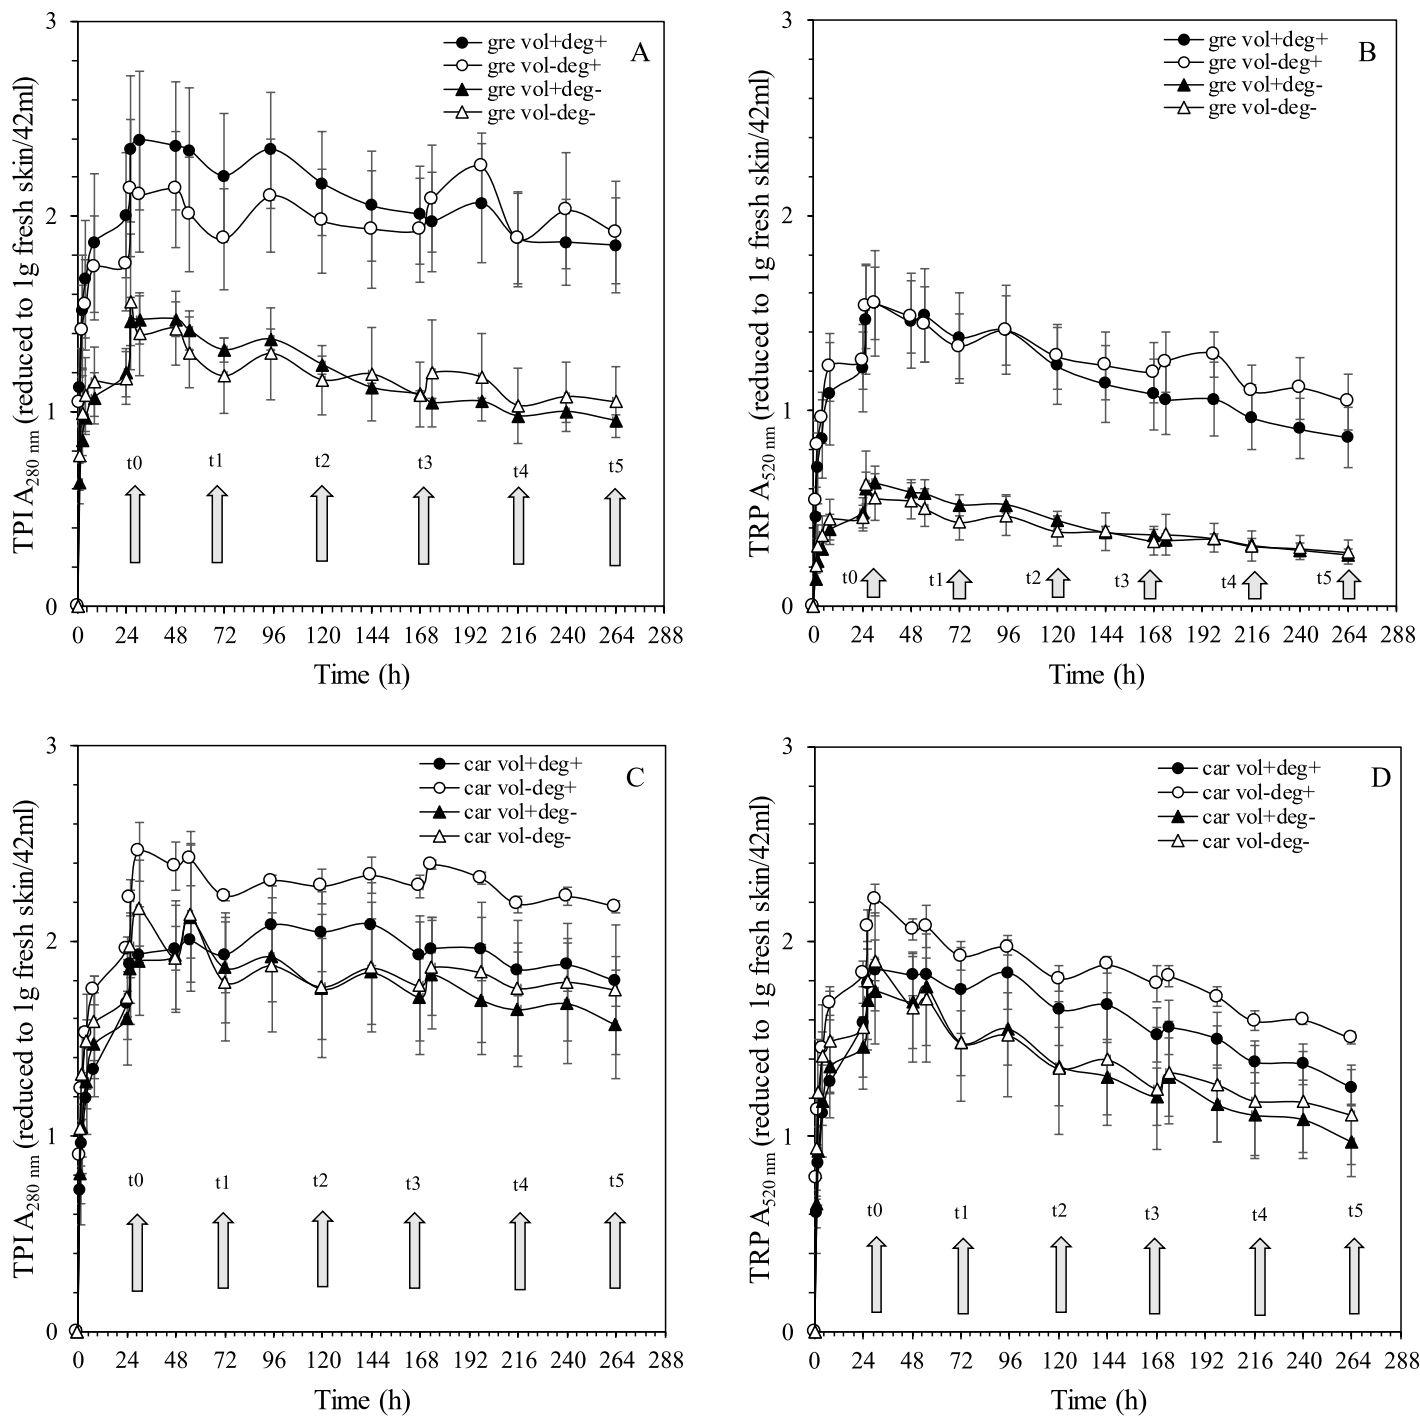 A
gre vol+deg+
gre vol-deg+
gre vol+deg-
gre vol-deg-
TPI A280 nm (reduced to 1g fresh skin/42ml)
3
2
1
0
t0 t1 t2 t3 t4 t5
0 24 48 72 96 120 144 168 192 216 240 264 288
Time (h)
B
gre vol+deg+
gre vol-deg+
gre vol+deg-
gre vol-deg-
TRP A520 nm (reduced to 1g fresh skin/42ml)
3
2
1
0
t0 t1 t2 t3 t4 t5
0 24 48 72 96 120 144 168 192 216 240 264 288
Time (h)
C
car vol+deg+
car vol-deg+
car vol+deg-
car vol-deg-
TPI A280 nm (reduced to 1g fresh skin/42ml)
3
2
1
0
t0 t1 t2 t3 t4 t5
0 24 48 72 96 120 144 168 192 216 240 264 288
Time (h)
D
car vol+deg+
car vol-deg+
car vol+deg-
car vol-deg-
TRP A520 nm (reduced to 1g fresh skin/42ml)
3
2
1
0
t0 t1 t2 t3 t4 t5
0 24 48 72 96 120 144 168 192 216 240 264 288
Time (h)